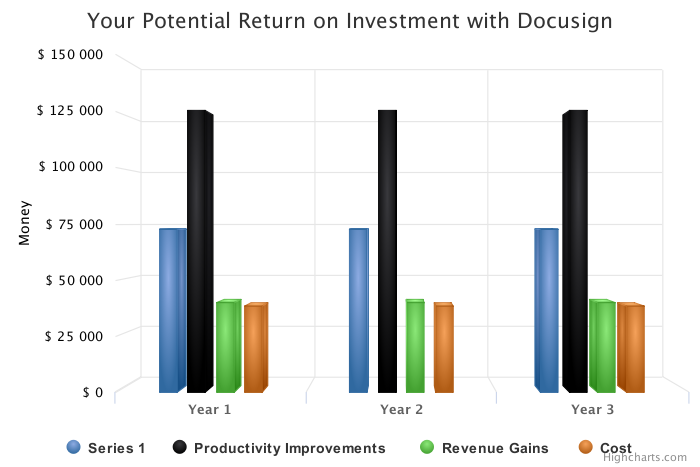 Your Potential Return on Investment with Docusign
$ 150 000
$ 125 000
$ 100 000
$ 75 000
$ 50 000
$ 25 000
$ 0
Money
Year 1 Year 2 Year 3
Series 1 Productivity Improvements Revenue Gains Cost
Highcharts.com